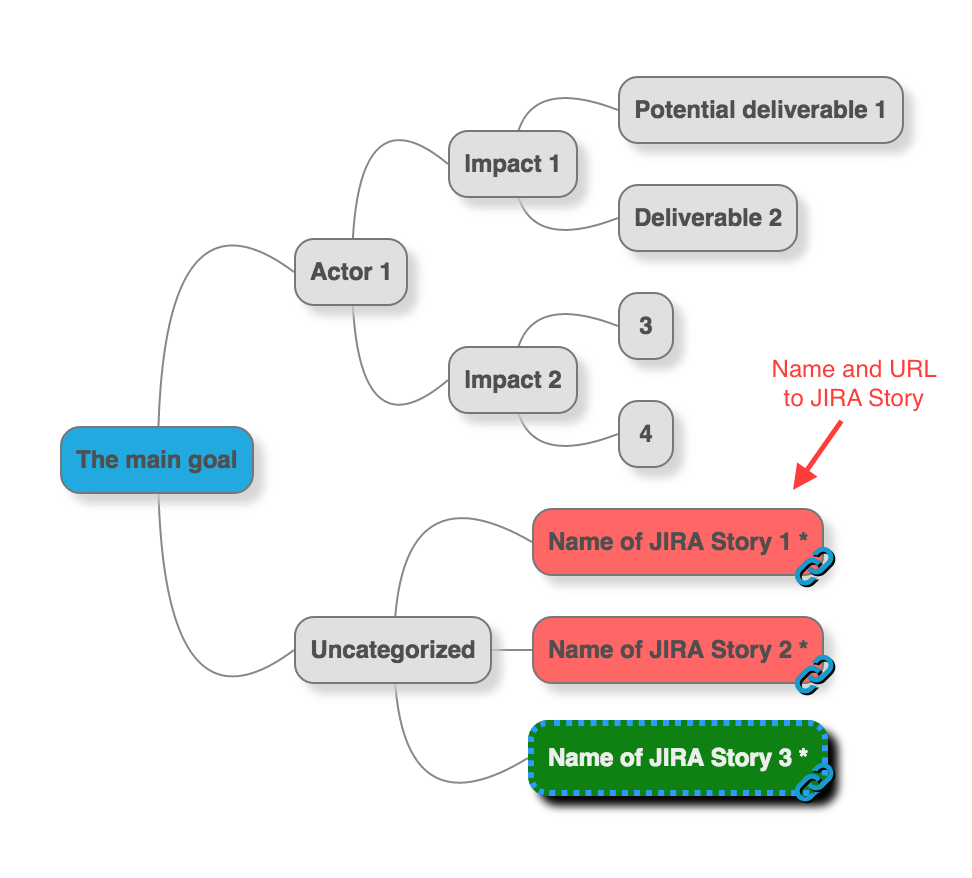 Potential deliverable 1
Impact 1
Deliverable 2
Actor 1
3
Impact 2
4
Name and URL
to JIRA Story
The main goal
Name of JIRA Story 1 *
Uncategorized
Name of JIRA Story 2 *
Name of JIRA Story 3 *